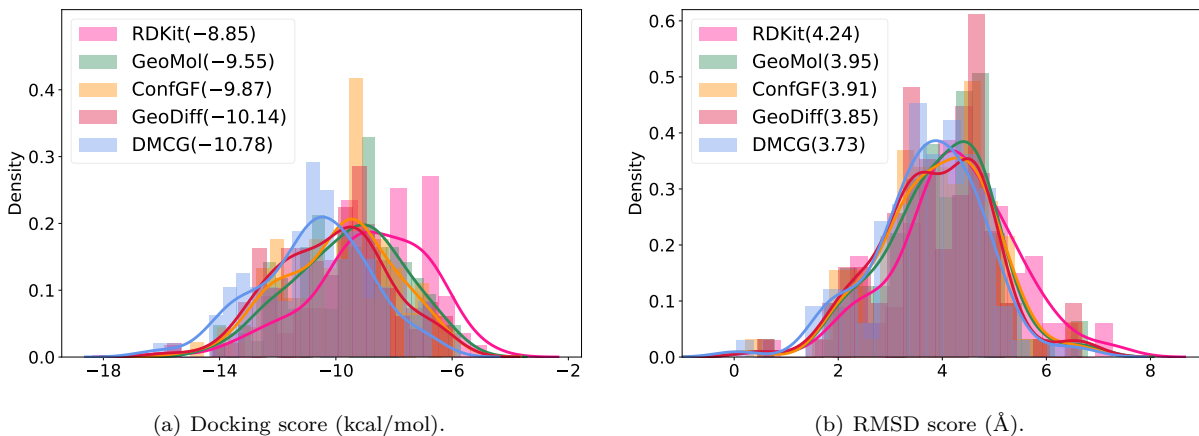 RDKit(−8.85)
GeoMol(−9.55)
ConfGF(−9.87)
GeoDiff(−10.14)
DMCG(−10.78)
Density
0.4
0.3
0.2
0.1
0.0
−18
−14
−10
−6
−2
(a) Docking score (kcal/mol).
RDKit(4.24)
GeoMol(3.95)
ConfGF(3.91)
GeoDiff(3.85)
DMCG(3.73)
Density
0.6
0.5
0.4
0.3
0.2
0.1
0.0
0
2
4
6
8
(b) RMSD score (Å).